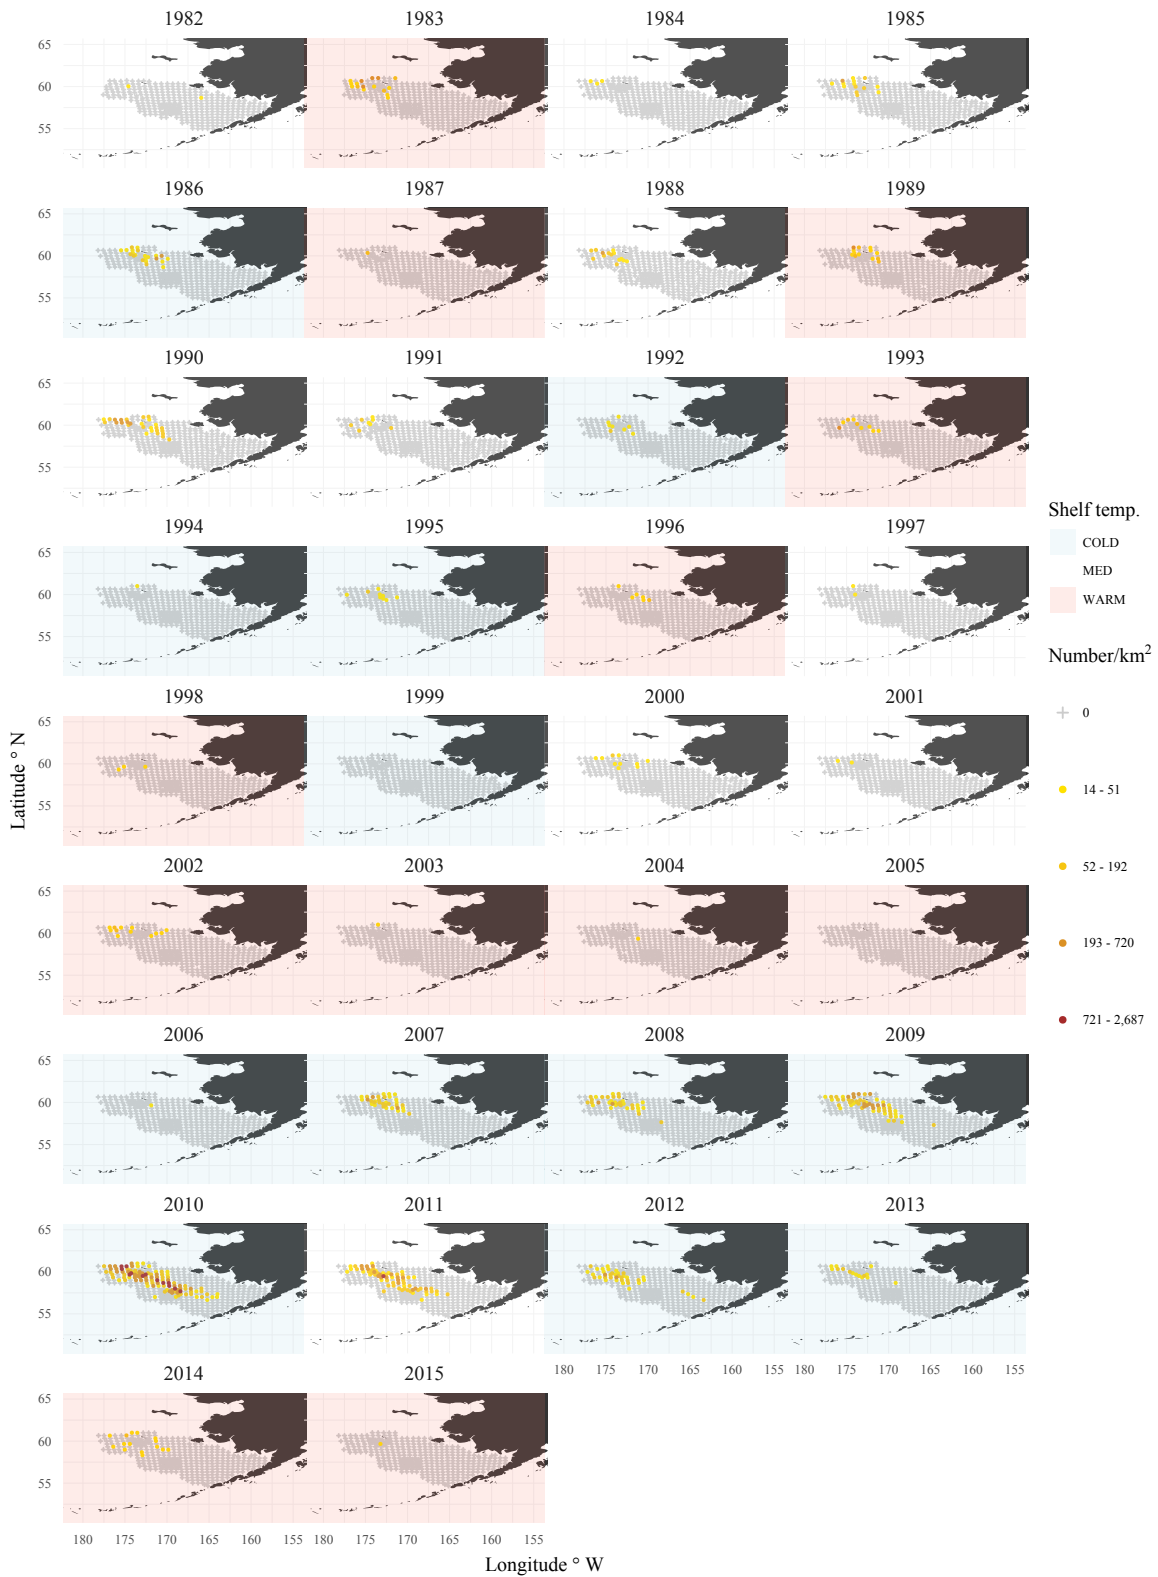 1982 1983 1984 1985
65
60
55
1986 1987 1988 1989
65
60
55
1990 1991 1992 1993
65
60
55
Shelf temp.
COLD
MED
WARM
1994 1995 1996 1997
65
60
55
Number/km²
0
14 - 51
52 - 192
193 - 720
721 - 2,687
1998 1999 2000 2001
65
60
55
Latitude ° N
2002 2003 2004 2005
65
60
55
2006 2007 2008 2009
65
60
55
2010 2011 2012 2013
65
60
55
180 175 170 165 160 155 180 175 170 165 160 155
2014 2015
65
60
55
180 175 170 165 160 155 180 175 170 165 160 155
Longitude ° W